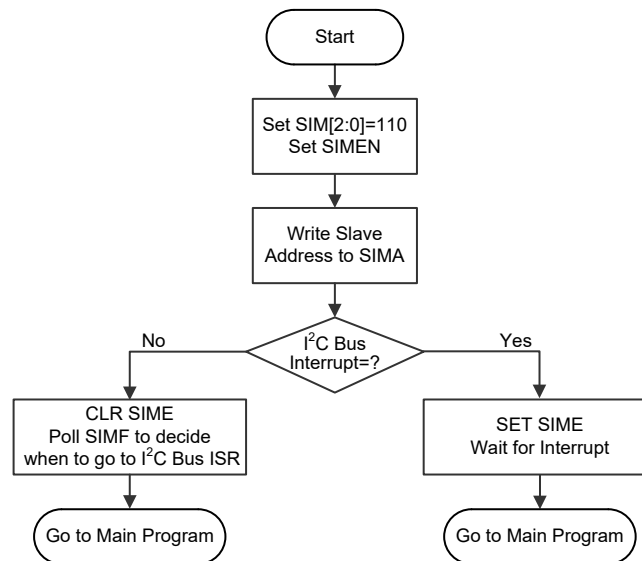 Start
Set SIM[2:0]=110
Set SIMEN
Write Slave
Address to SIMA
I²C Bus
Interrupt=?
No
Yes
CLR SIME
Poll SIMF to decide
when to go to I²C Bus ISR
SET SIME
Wait for Interrupt
Go to Main Program
Go to Main Program